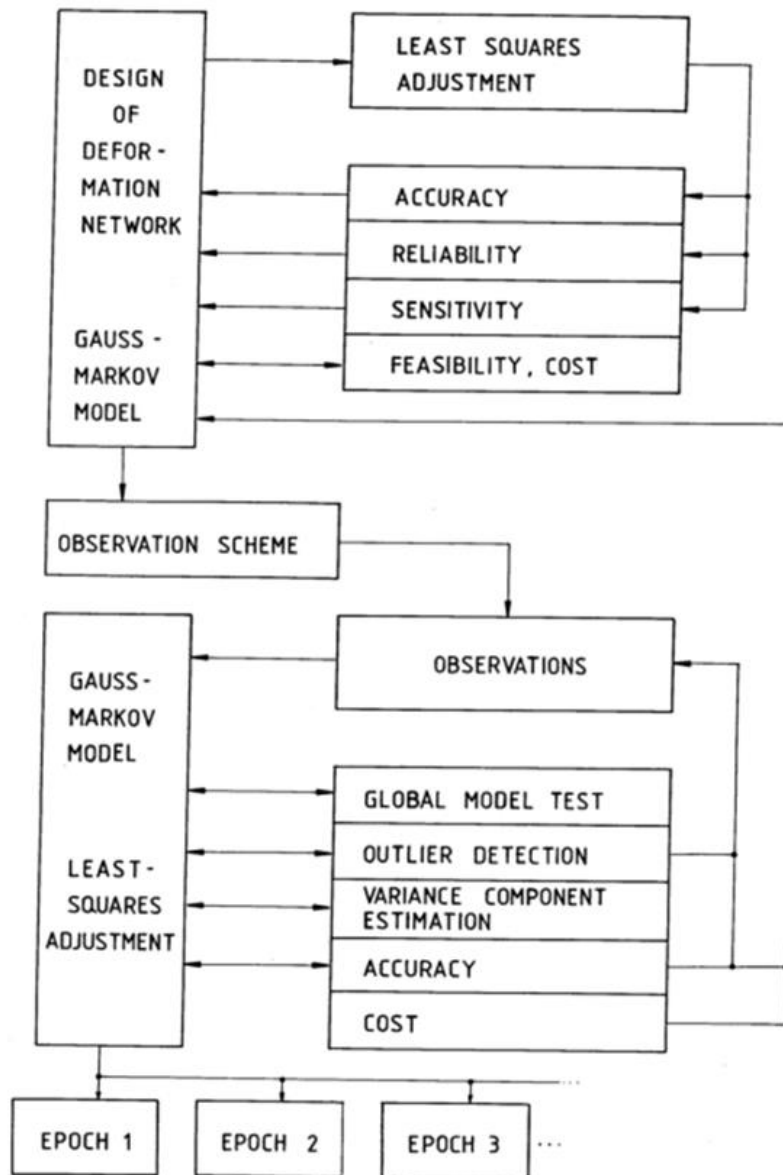 DESIGN
OF
DEFOR-
MATION
NETWORK
GAUSS-
MARKOV
MODEL
LEAST SQUARES
ADJUSTMENT
ACCURACY
RELIABILITY
SENSITIVITY
FEASIBILITY, COST
OBSERVATION SCHEME
OBSERVATIONS
GAUSS-
MARKOV
MODEL
LEAST-
SQUARES
ADJUSTMENT
GLOBAL MODEL TEST
OUTLIER DETECTION
VARIANCE COMPONENT
ESTIMATION
ACCURACY
COST
...
EPOCH 1
EPOCH 2
EPOCH 3
...